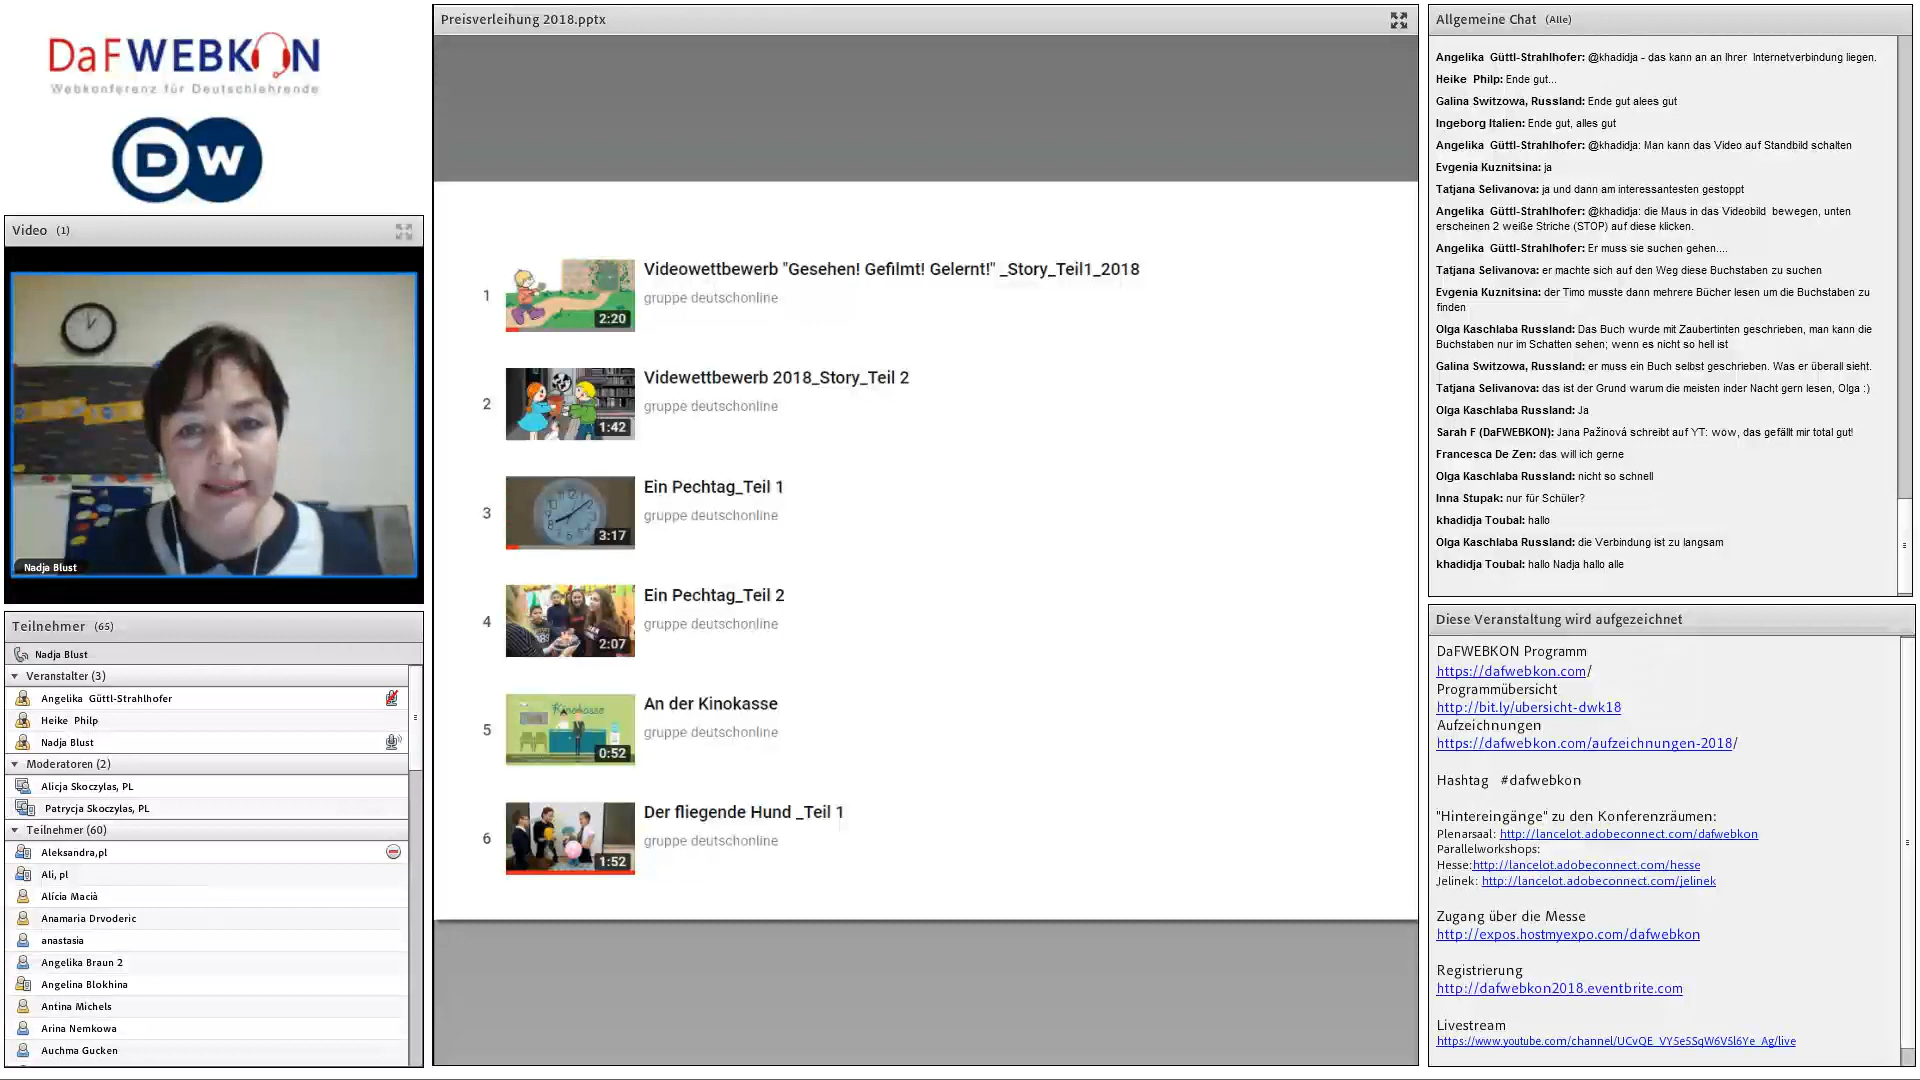 DaFWEBKON
Webkonferenz für Deutschlehrende
DW
Video (1)
Nadja Blust
Teilnehmer (65)
Nadja Blust
Veranstalter (3)
Angelika Güttl-Strahlhofer
Heike Philp
Nadja Blust
Moderatoren (2)
Alicja Skoczylas, PL
Patrycja Skoczylas, PL
Teilnehmer (60)
Aleksandra,pl
Ali, pl
Alícia Macià
Anamaria Drvoderic
anastasia
Angelika Braun 2
Angelina Blokhina
Antina Michels
Arina Nemkowa
Auchma Gucken
Preisverleihung 2018.pptx
1
2:20
Videowettbewerb "Gesehen! Gefilmt! Gelernt!" _Story_Teil1_2018
gruppe deutschonline
2
1:42
Videwettbewerb 2018_Story_Teil 2
gruppe deutschonline
3
3:17
Ein Pechtag_Teil 1
gruppe deutschonline
4
2:07
Ein Pechtag_Teil 2
gruppe deutschonline
5
Kinokasse
0:52
An der Kinokasse
gruppe deutschonline
6
1:52
Der fliegende Hund _Teil 1
gruppe deutschonline
Allgemeine Chat (Alle)
Angelika Güttl-Strahlhofer: @khadidja - das kann an an Ihrer Internetverbindung liegen.
Heike Philp: Ende gut...
Galina Switzowa, Russland: Ende gut alees gut
Ingeborg Italien: Ende gut, alles gut
Angelika Güttl-Strahlhofer: @khadidja: Man kann das Video auf Standbild schalten
Evgenia Kuznitsina: ja
Tatjana Selivanova: ja und dann am interessantesten gestoppt
Angelika Güttl-Strahlhofer: @khadidja: die Maus in das Videobild bewegen, unten
erscheinen 2 weiße Striche (STOP) auf diese klicken.
Angelika Güttl-Strahlhofer: Er muss sie suchen gehen....
Tatjana Selivanova: er machte sich auf den Weg diese Buchstaben zu suchen
Evgenia Kuznitsina: der Timo musste dann mehrere Bücher lesen um die Buchstaben zu
finden
Olga Kaschlaba Russland: Das Buch wurde mit Zaubertinten geschrieben, man kann die
Buchstaben nur im Schatten sehen; wenn es nicht so hell ist
Galina Switzowa, Russland: er muss ein Buch selbst geschrieben. Was er überall sieht.
Tatjana Selivanova: das ist der Grund warum die meisten inder Nacht gern lesen, Olga :)
Olga Kaschlaba Russland: Ja
Sarah F (DaFWEBKON): Jana Pažinová schreibt auf YT: wow, das gefällt mir total gut!
Francesca De Zen: das will ich gerne
Olga Kaschlaba Russland: nicht so schnell
Inna Stupak: nur für Schüler?
khadidja Toubal: hallo
Olga Kaschlaba Russland: die Verbindung ist zu langsam
khadidja Toubal: hallo Nadja hallo alle
Diese Veranstaltung wird aufgezeichnet
DaFWEBKON Programm
https://dafwebkon.com/
Programmübersicht
http://bit.ly/ubersicht-dwk18
Aufzeichnungen
https://dafwebkon.com/aufzeichnungen-2018/
Hashtag #dafwebkon
"Hintereingänge" zu den Konferenzräumen:
Plenarsaal: http://lancelot.adobeconnect.com/dafwebkon
Parallelworkshops:
Hesse:http://lancelot.adobeconnect.com/hesse
Jelinek: http://lancelot.adobeconnect.com/jelinek
Zugang über die Messe
http://expos.hostmyexpo.com/dafwebkon
Registrierung
http://dafwebkon2018.eventbrite.com
Livestream
https://www.youtube.com/channel/UCvQE_VY5e5SqW6V5l6Ye_Ag/live